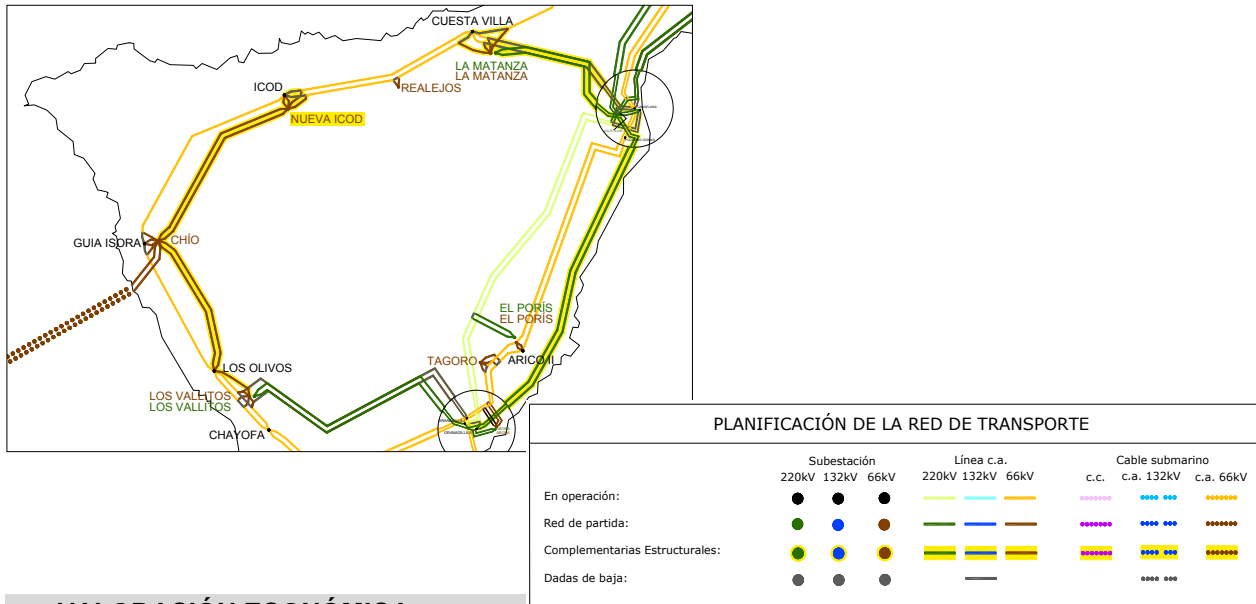 CUESTA VILLA
LA MATANZA
LA MATANZA
ICOD
REALEJOS
NUEVA ICOD
GUIA ISORA
CHÍO
EL PORÍS
EL PORÍS
TAGORO
ARICO II
LOS OLIVOS
LOS VALLITOS
LOS VALLITOS
CHAYOFA
PLANIFICACIÓN DE LA RED DE TRANSPORTE
Subestación Línea c.a. Cable submarino
220kV 132kV 66kV 220kV 132kV 66kV c.c. c.a. 132kV c.a. 66kV
En operación:
Red de partida:
Complementarias Estructurales:
Dadas de baja: